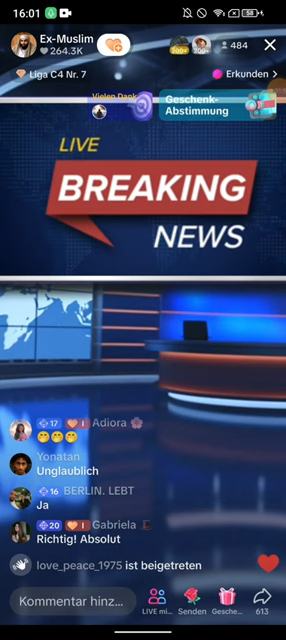 16:01
58
Ex-Muslim
264.3K
200+
484
Liga C4 Nr. 7
Erkunden >
Vielen Dank
Geschenk-
Abstimmung
LIVE
BREAKING
NEWS
17 I Adiora
Yonatan
Unglaublich
16 BERLIN. LEBT
Ja
20 I Gabriela
Richtig! Absolut
love_peace_1975 ist beigetreten
Kommentar hinz...
LIVE mi... Senden Gesche... 613